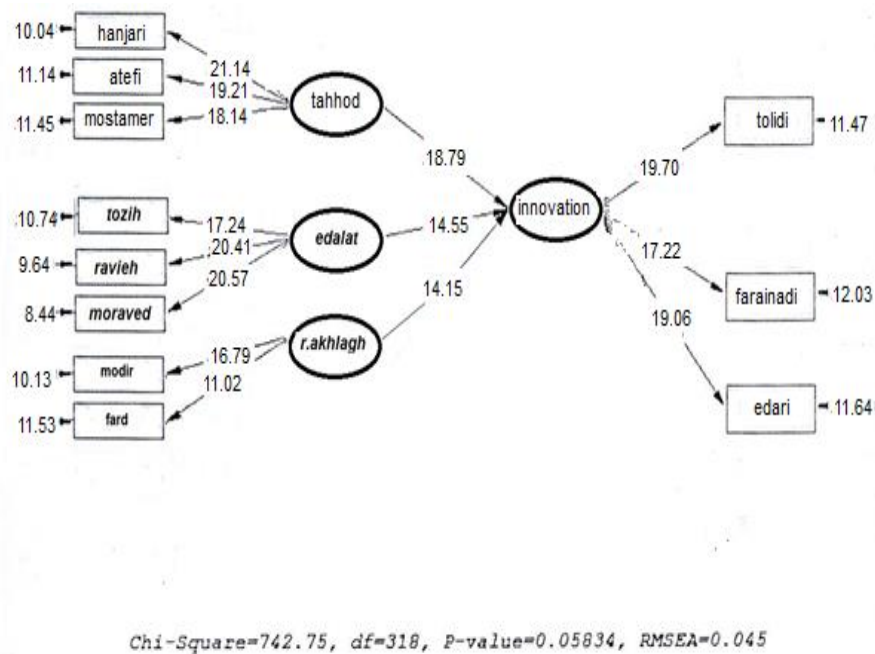 10.04 hanjari
21.14
11.14 atefi
19.21
tahhod
11.45 mostamer
18.14
18.79
tolidi 11.47
19.70
10.74 tozih
17.24
edalat
14.55
innovation
20.41
9.64 ravieh
20.57
17.22
8.44 moraved
14.15
farainadi 12.03
19.06
r.akhlagh
16.79
10.13 modir
11.02
11.53 fard
edari 11.64
Chi-Square=742.75, df=318, P-value=0.05834, RMSEA=0.045